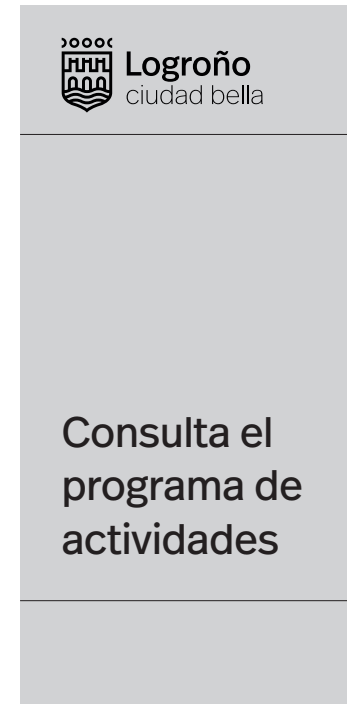 Logroño
ciudad bella
Consulta el
programa de
actividades